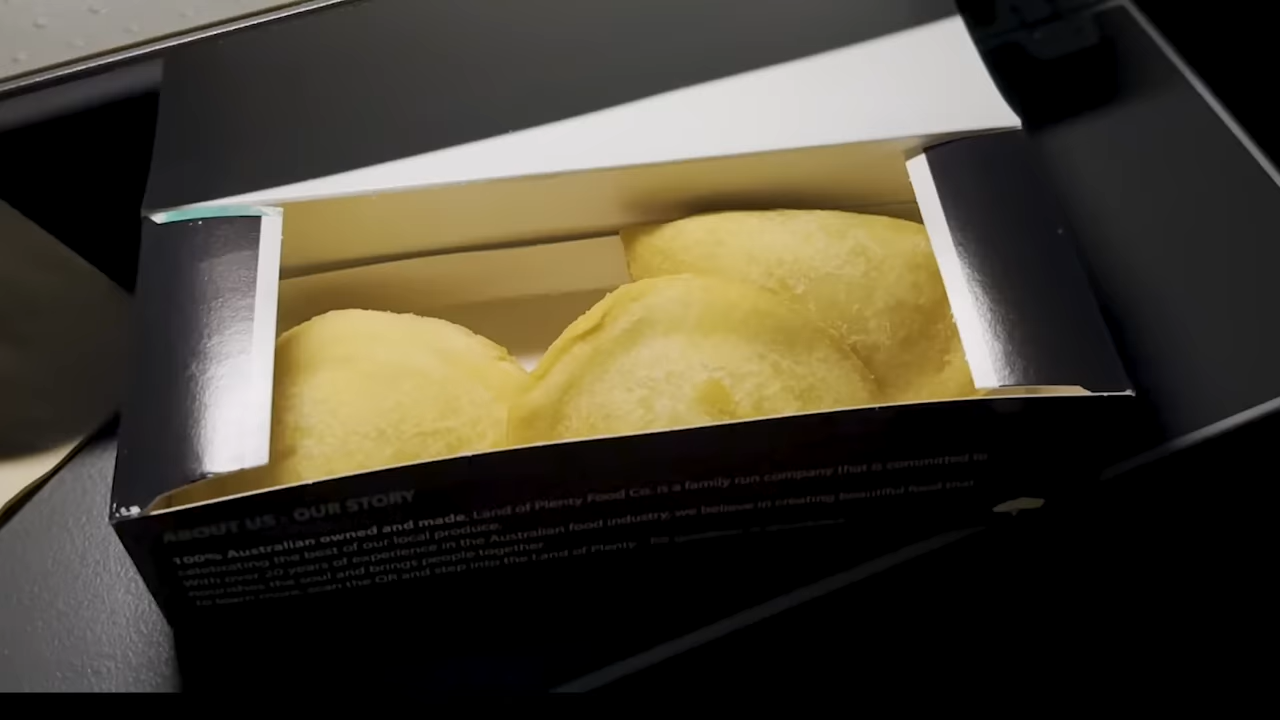 ABOUT US - OUR STORY
100% Australian owned and made, Land of Plenty Food Co. is a family run company that is committed to
celebrating the best of our local produce.
With over 20 years of experience in the Australian food industry, we believe in creating beautiful food that
nourishes the soul and brings people together
To learn more, scan the QR and step into the Land of Plenty